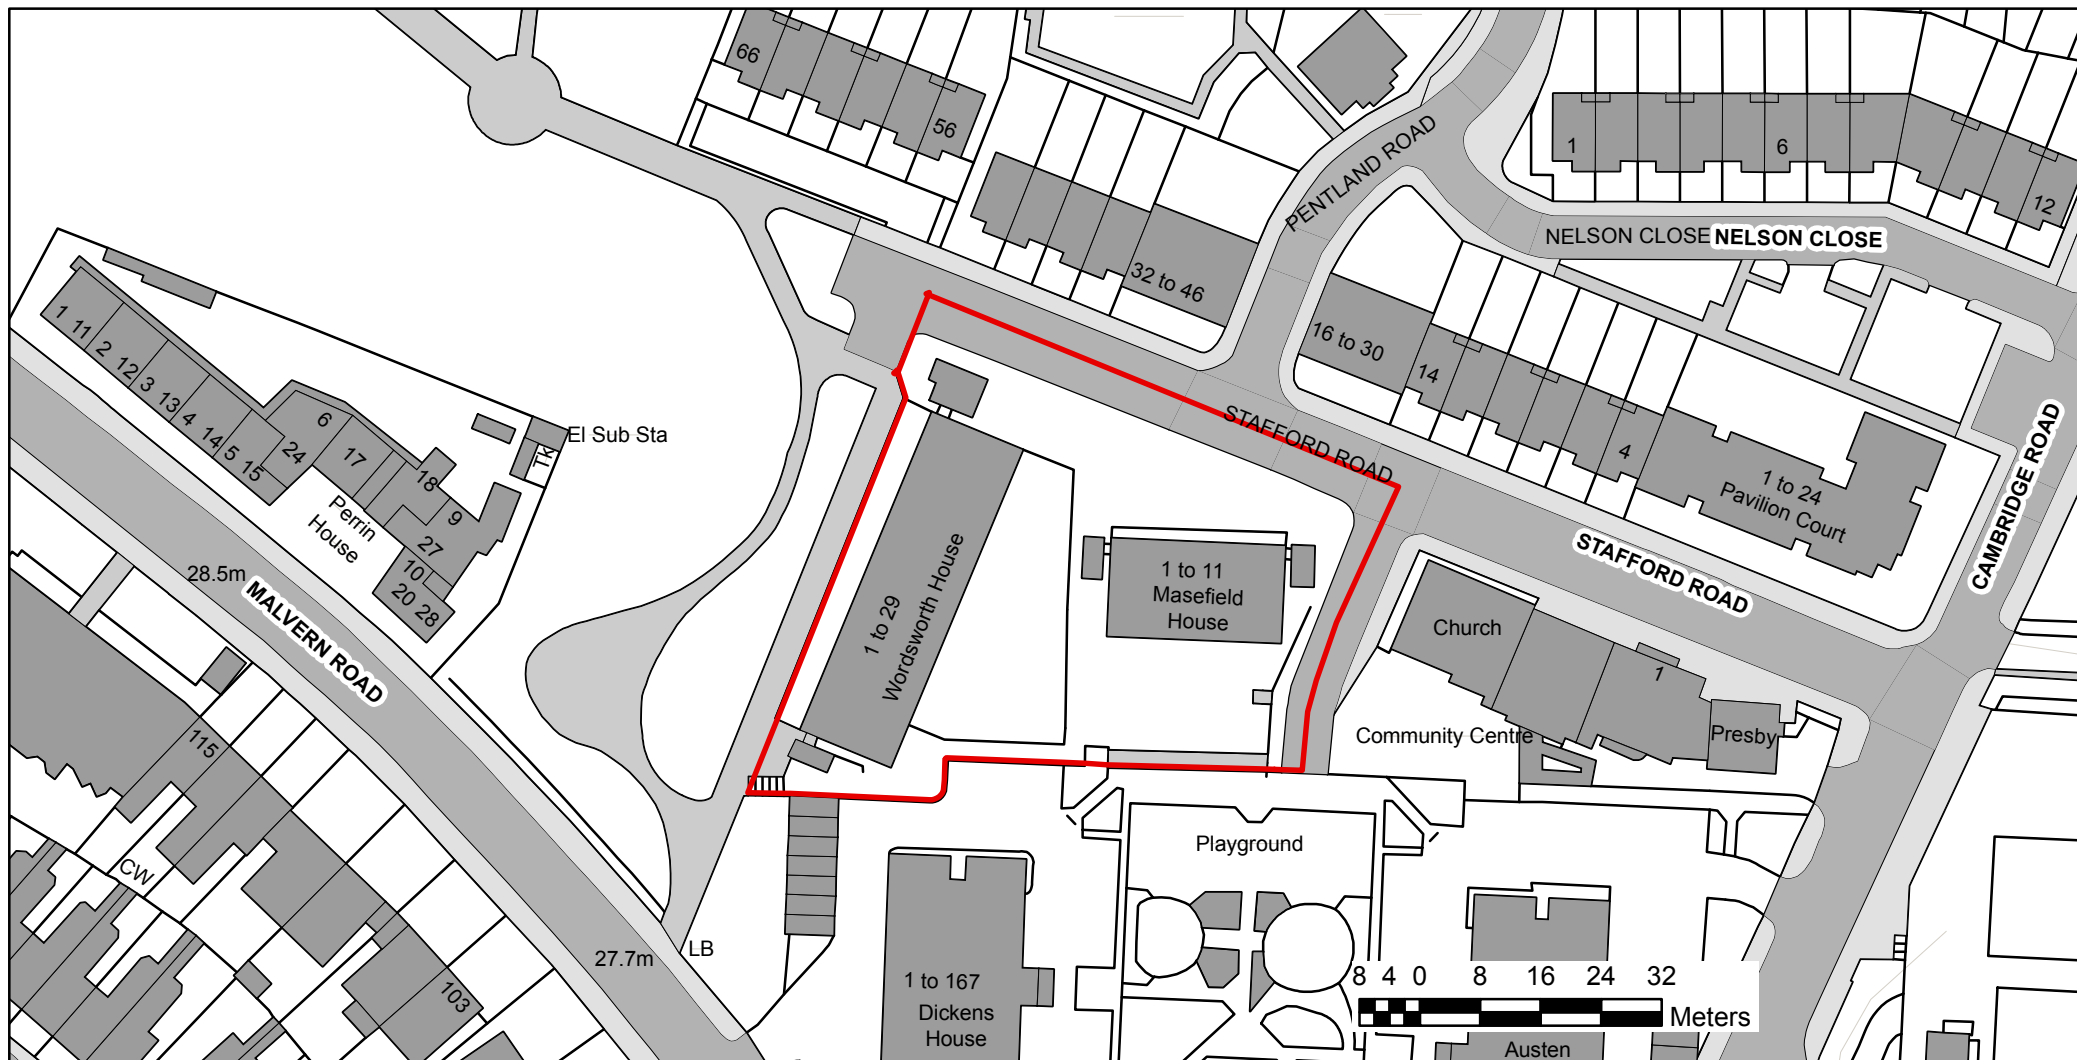 66
56
32 to 46
PENTLAND ROAD
1
6
12
NELSON CLOSE
NELSON CLOSE
16 to 30
14
4
STAFFORD ROAD
1 to 24
Pavilion Court
CAMBRIDGE ROAD
STAFFORD ROAD
1
11
2
12
3
13
4
14
5
15
24
6
17
18
9
27
10
20
28
Perrin
House
El Sub Sta
TK
28.5m
MALVERN ROAD
1 to 29
Wordsworth House
1 to 11
Masefield
House
Church
1
Community Centre
Presby
115
CW
103
27.7m
LB
Playground
1 to 167
Dickens
House
8 4 0 8 16 24 32
Meters
Austen